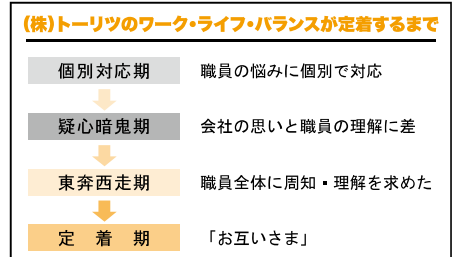 (株)トーリツのワーク・ライフ・バランスが定着するまで
個別対応期 職員の悩みに個別で対応
疑心暗鬼期 会社の思いと職員の理解に差
東奔西走期 職員全体に周知・理解を求めた
定着期 「お互いさま」